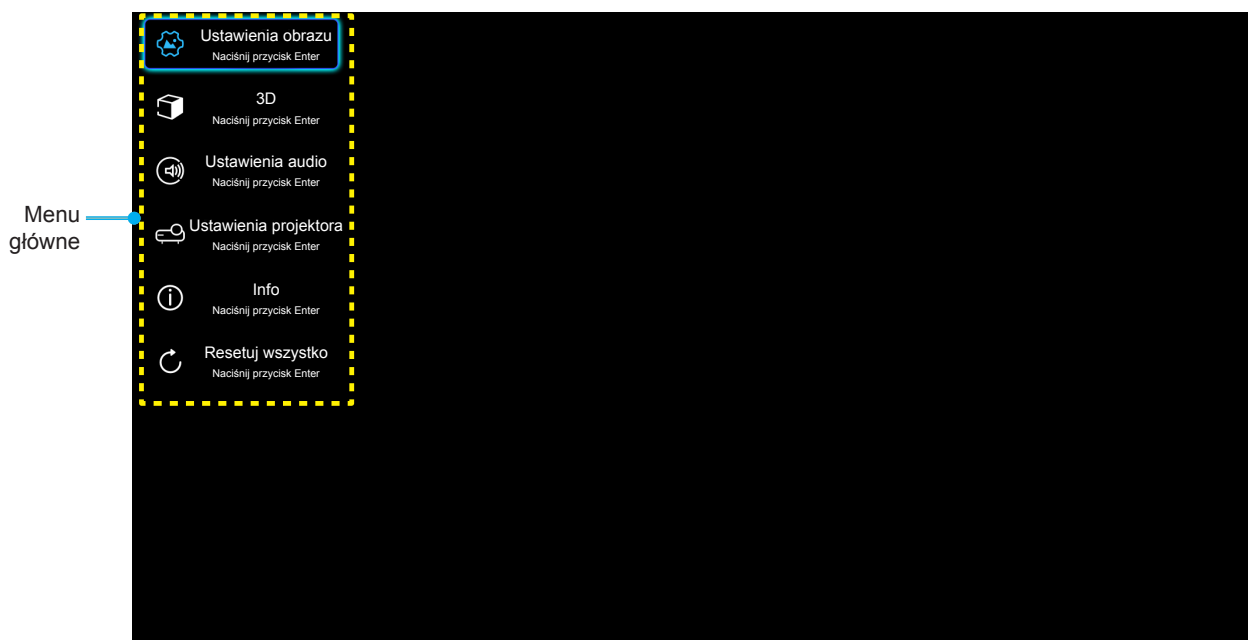 Ustawienia obrazu
Naciśnij przycisk Enter
3D
Naciśnij przycisk Enter
Ustawienia audio
Naciśnij przycisk Enter
Menu
główne
Ustawienia projektora
Naciśnij przycisk Enter
Info
Naciśnij przycisk Enter
Resetuj wszystko
Naciśnij przycisk Enter